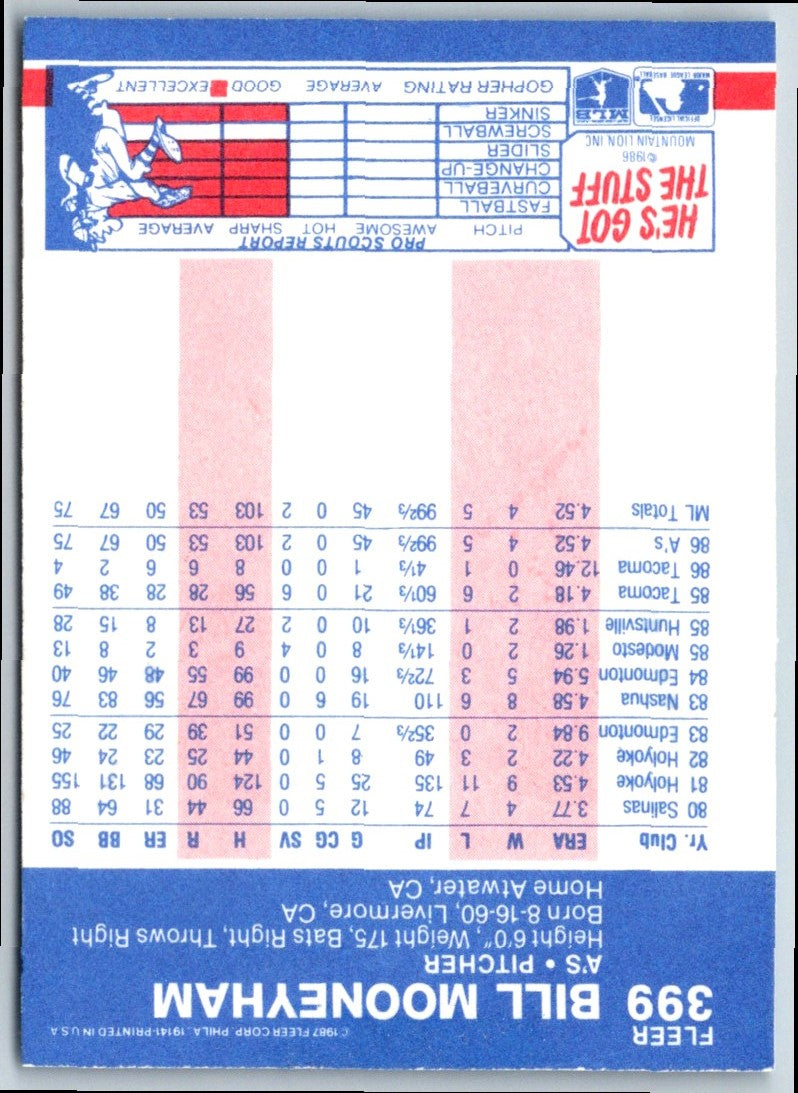 FLEER ©1987 FLEER CORP. PHILA. 19141-PRINTED IN U S A
399 BILL MOONEYHAM
A'S • PITCHER
Height 6'0", Weight 175, Bats Right, Throws Right
Born 8-16-60, Livermore, CA
Home Atwater, CA
Yr. Club ERA W L IP G CG SV H R ER BB SO
80 Salinas 3.77 4 7 74 12 5 0 66 44 31 64 88
81 Holyoke 4.53 9 11 135 25 5 0 124 90 68 131 155
82 Holyoke 4.22 2 3 49 8 1 0 44 25 23 24 46
83 Edmonton 9.84 2 0 35⅔ 7 0 0 51 39 29 22 25
83 Nashua 4.58 8 6 110 19 6 0 99 67 56 83 76
84 Edmonton 5.94 5 3 72⅔ 16 0 0 99 55 48 46 40
85 Modesto 1.26 2 0 14⅓ 8 0 4 9 3 2 8 13
85 Huntsville 1.98 2 1 36⅓ 10 0 2 27 13 8 15 28
85 Tacoma 4.18 2 6 60⅓ 21 0 6 56 28 28 38 49
86 Tacoma 12.46 0 1 4⅓ 1 0 0 8 6 6 2 4
86 A's 4.52 4 5 99⅔ 45 0 2 103 53 50 67 75
ML Totals 4.52 4 5 99⅔ 45 0 2 103 53 50 67 75
HE'S GOT
THE STUFF
©1986
MOUNTAIN LION INC
OFFICIAL LICENSEE
MAJOR LEAGUE BASEBALL
MLB
PRO SCOUTS REPORT
PITCH AWESOME HOT SHARP AVERAGE
FASTBALL
CURVEBALL
CHANGE-UP
SLIDER
SCREWBALL
SINKER
GOPHER RATING AVERAGE GOOD EXCELLENT